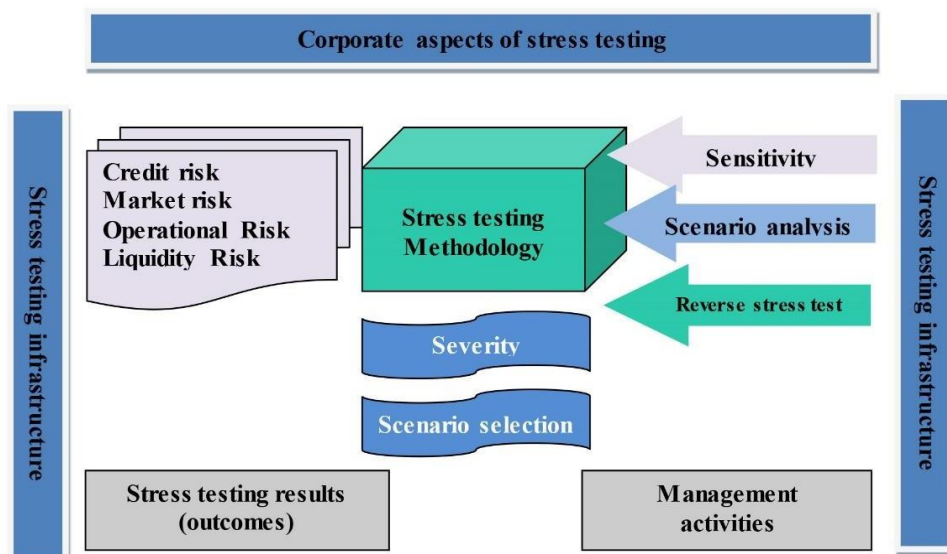 Corporate aspects of stress testing
Stress testing infrastructure
Credit risk
Market risk
Operational Risk
Liquidity Risk
Stress testing
Methodology
Sensitivity
Scenario analysis
Reverse stress test
Severity
Scenario selection
Stress testing results
(outcomes)
Management
activities
Stress testing infrastructure